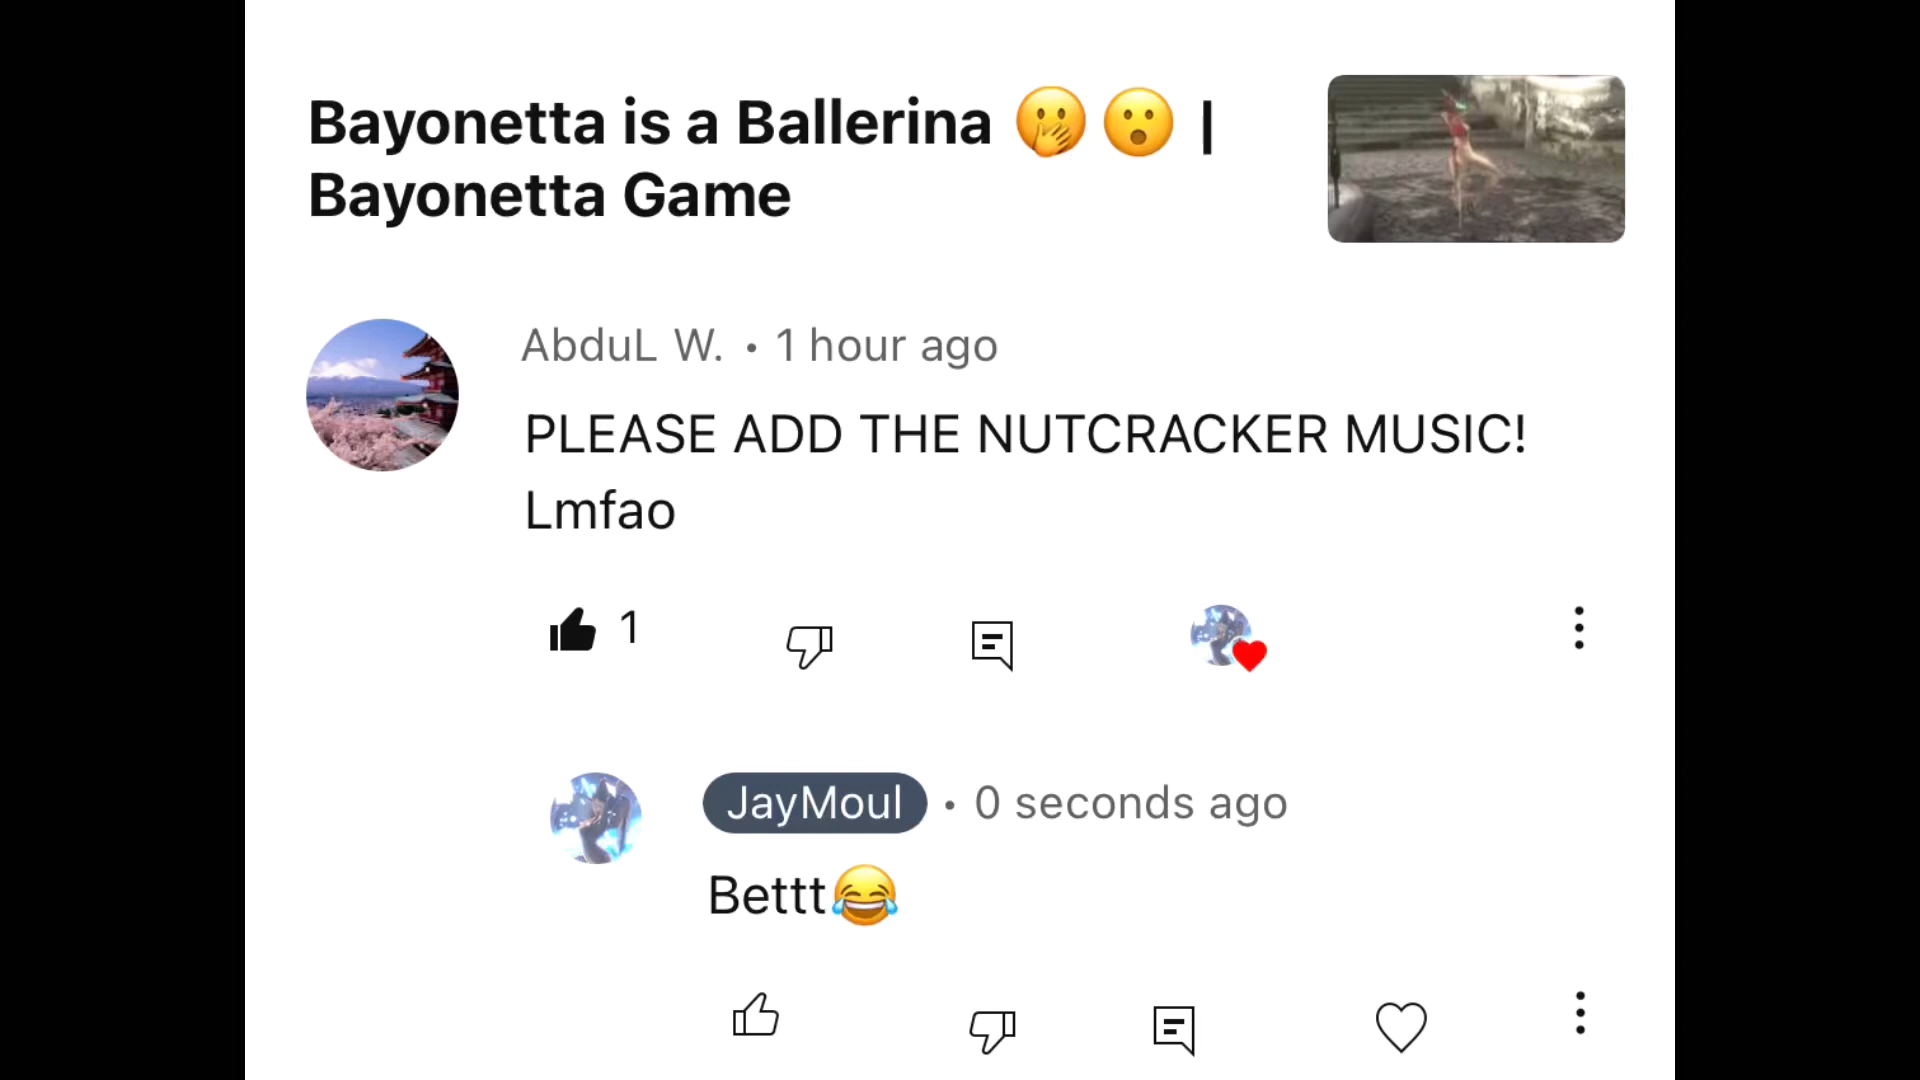 Bayonetta is a Ballerina 🫢😮 |
Bayonetta Game
AbduL W. • 1 hour ago
PLEASE ADD THE NUTCRACKER MUSIC!
Lmfao
1
JayMoul • 0 seconds ago
Bettt😂